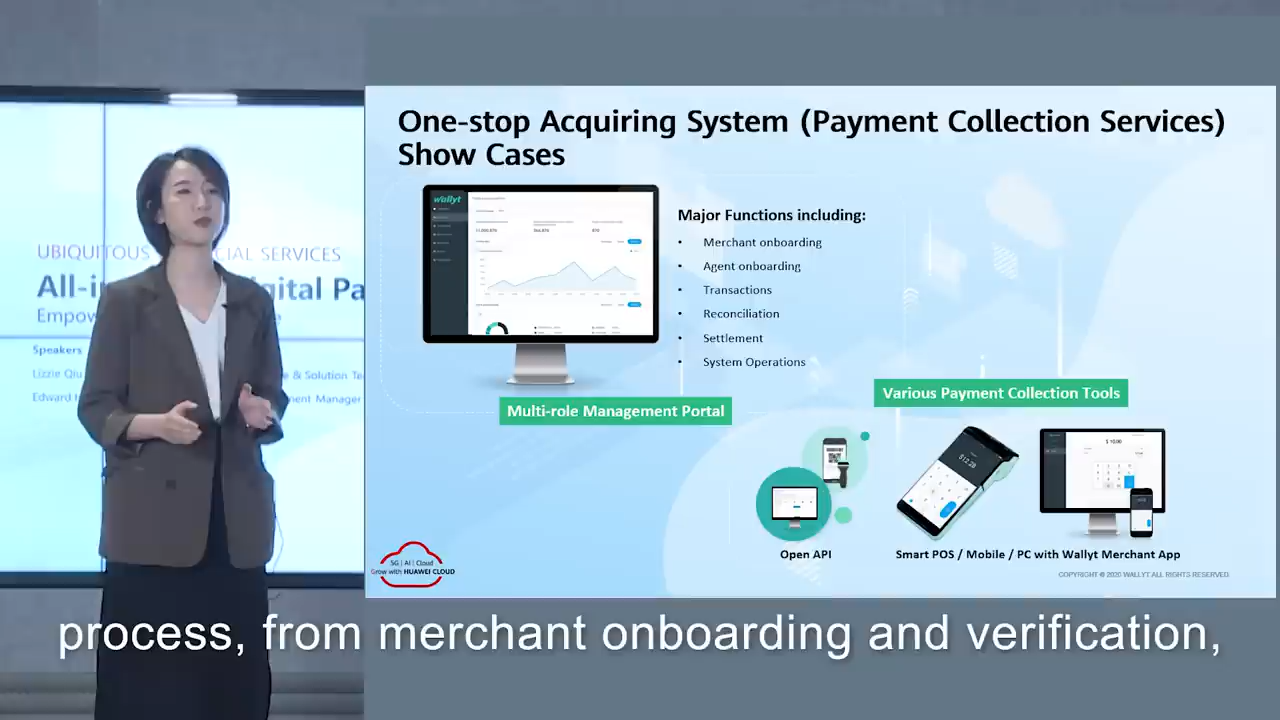 One-stop Acquiring System (Payment Collection Services)
Show Cases
wallyt
Major Functions including:
• Merchant onboarding
• Agent onboarding
• Transactions
• Reconciliation
• Settlement
• System Operations
Multi-role Management Portal
Various Payment Collection Tools
$12.28
$ 10.00
Open API
Smart POS / Mobile / PC with Wallyt Merchant App
COPYRIGHT © 2020 WALLYT ALL RIGHTS RESERVED
5G | AI | Cloud
Grow with HUAWEI CLOUD
UBIQUITOUS CIAL SERVICES
All-i gital Pa
Empow
Speakers
Lizzie Qiu & Solution Te
Edward ment Manager
process, from merchant onboarding and verification,